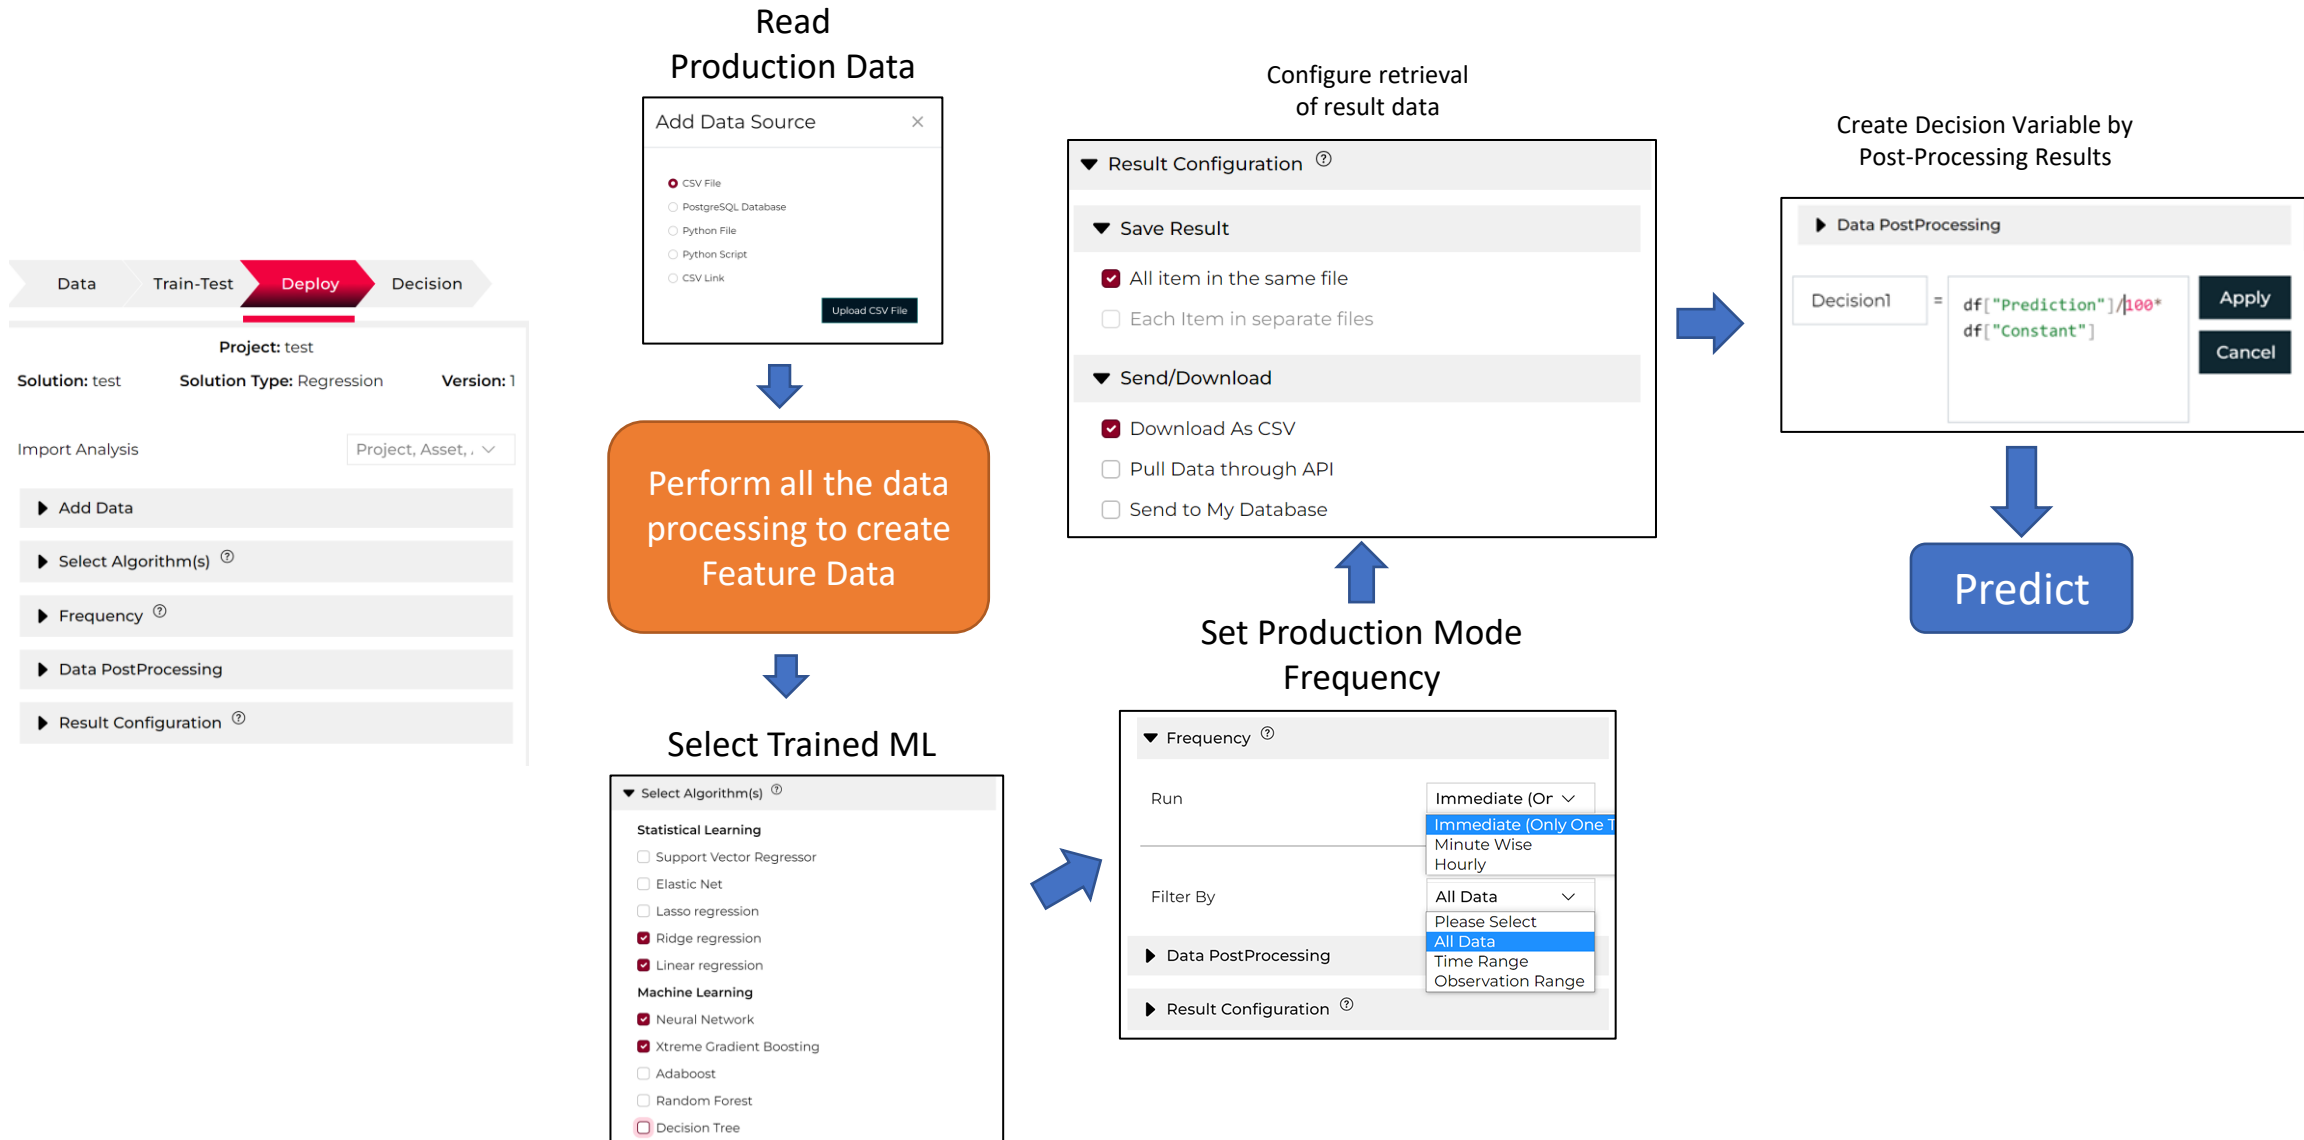 Data
Train-Test
Deploy
Decision
Project: test
Solution: test
Solution Type: Regression
Version: 1
Import Analysis
Project, Asset,
Add Data
Select Algorithm(s)
Frequency
Data PostProcessing
Result Configuration
Read
Production Data
Add Data Source
CSV File
PostgreSQL Database
Python File
Python Script
CSV Link
Upload CSV File
Perform all the data
processing to create
Feature Data
Select Trained ML
Select Algorithm(s)
Statistical Learning
Support Vector Regressor
Elastic Net
Lasso regression
Ridge regression
Linear regression
Machine Learning
Neural Network
Xtreme Gradient Boosting
Adaboost
Random Forest
Decision Tree
Set Production Mode
Frequency
Frequency
Run
Immediate (Or
Immediate (Only One T
Minute Wise
Hourly
Filter By
All Data
Please Select
All Data
Time Range
Observation Range
Data PostProcessing
Result Configuration
Configure retrieval
of result data
Result Configuration
Save Result
All item in the same file
Each Item in separate files
Send/Download
Download As CSV
Pull Data through API
Send to My Database
Create Decision Variable by
Post-Processing Results
Data PostProcessing
Decision1
=
df["Prediction"]/100*
df["Constant"]
Apply
Cancel
Predict